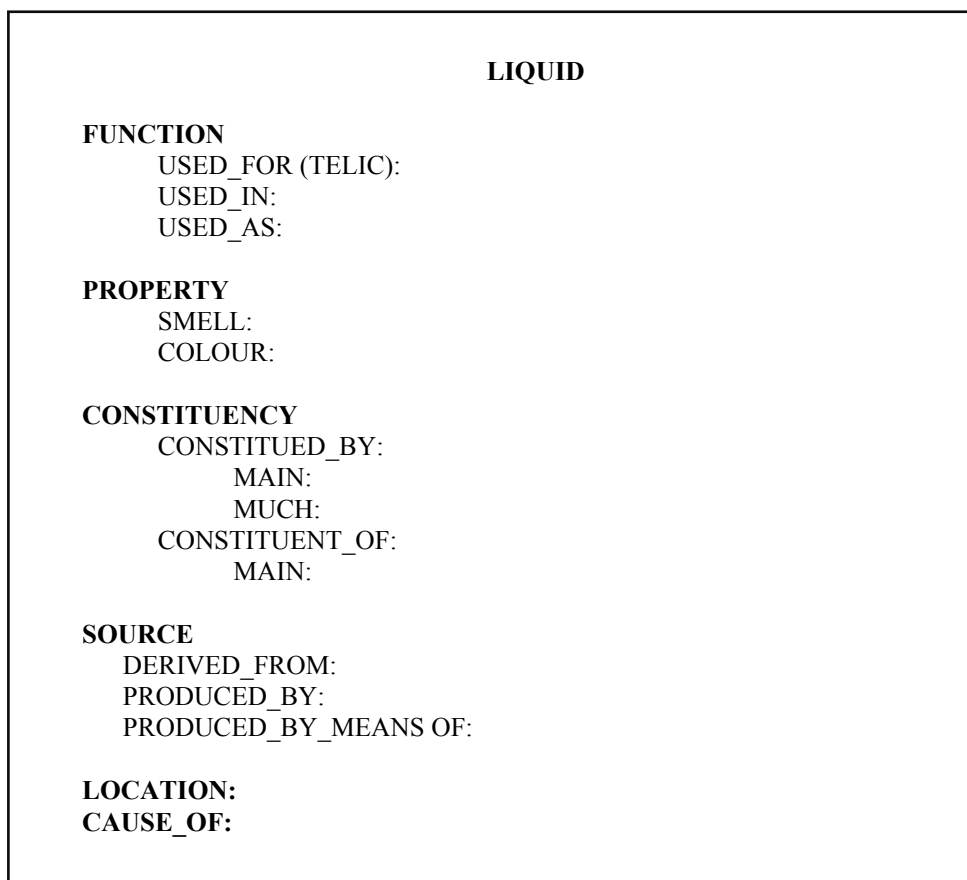 LIQUID
FUNCTION
USED_FOR (TELIC):
USED_IN:
USED_AS:
PROPERTY
SMELL:
COLOUR:
CONSTITUENCY
CONSTITUED_BY:
MAIN:
MUCH:
CONSTITUENT_OF:
MAIN:
SOURCE
DERIVED_FROM:
PRODUCED_BY:
PRODUCED_BY_MEANS OF:
LOCATION:
CAUSE_OF: